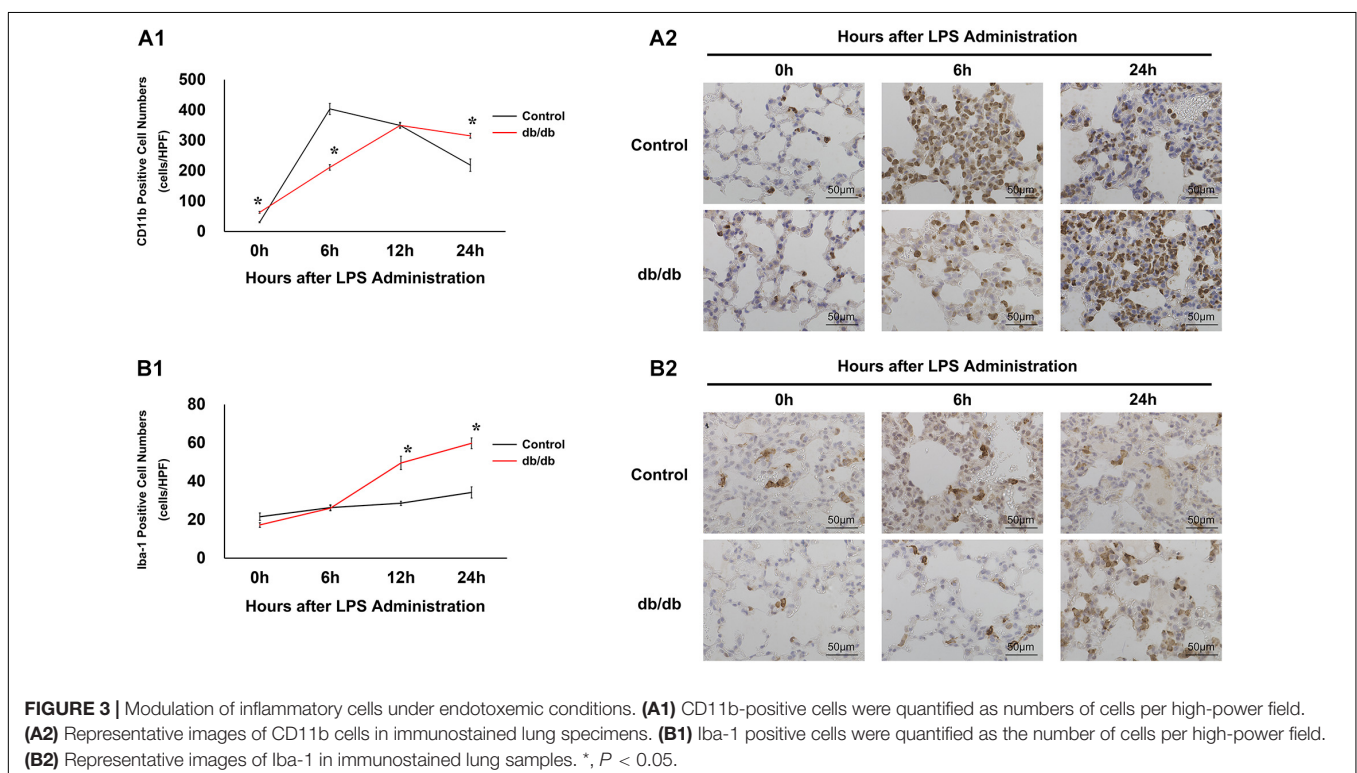 A1
CD11b Positive Cell Numbers
(cells/HPF)
500
400
300
200
100
0
*
*
*
0h 6h 12h 24h
Hours after LPS Administration
Control
db/db
A2
Hours after LPS Administration
0h 6h 24h
Control
50µm 50µm 50µm
db/db
50µm 50µm 50µm
B1
Iba-1 Positive Cell Numbers
(cells/HPF)
80
60
40
20
0
*
*
0h 6h 12h 24h
Hours after LPS Administration
Control
db/db
B2
Hours after LPS Administration
0h 6h 24h
Control
50µm 50µm 50µm
db/db
50µm 50µm 50µm
FIGURE 3 | Modulation of inflammatory cells under endotoxemic conditions. (A1) CD11b-positive cells were quantified as numbers of cells per high-power field.
(A2) Representative images of CD11b cells in immunostained lung specimens. (B1) Iba-1 positive cells were quantified as the number of cells per high-power field.
(B2) Representative images of Iba-1 in immunostained lung samples. *, P < 0.05.